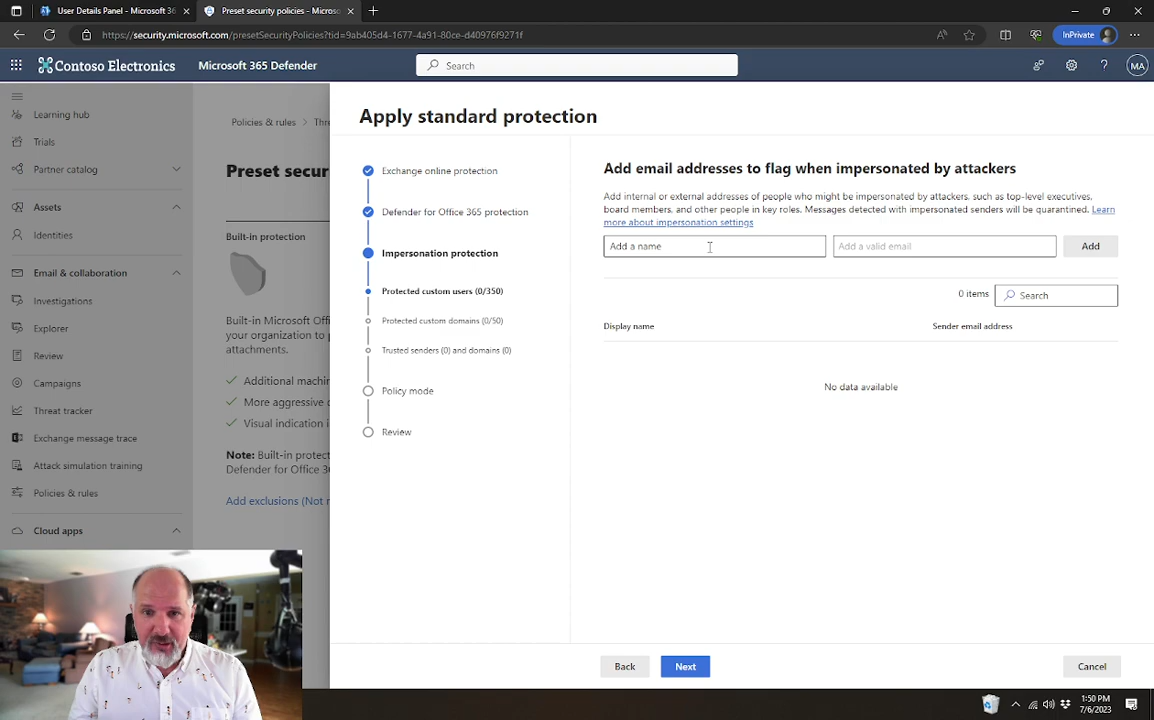 User Details Panel - Microsoft 36
Preset security policies - Microso
https://security.microsoft.com/presetSecurityPolicies?tid=9ab405d4-1677-4a91-80ce-d40976f9271f
InPrivate
Contoso Electronics
Microsoft 365 Defender
Search
MA
Learning hub
Trials
Partner catalog
Assets
Identities
Email & collaboration
Investigations
Explorer
Review
Campaigns
Threat tracker
Exchange message trace
Attack simulation training
Policies & rules
Cloud apps
Policies & rules > Thre
Preset secur
Built-in protection
Built-in Microsoft Offi
your organization to p
attachments.
Additional machin
More aggressive d
Visual indication i
Note: Built-in protect
Defender for Office 36
Add exclusions (Not r
Apply standard protection
Exchange online protection
Defender for Office 365 protection
Impersonation protection
Protected custom users (0/350)
Protected custom domains (0/50)
Trusted senders (0) and domains (0)
Policy mode
Review
Add email addresses to flag when impersonated by attackers
Add internal or external addresses of people who might be impersonated by attackers, such as top-level executives,
board members, and other people in key roles. Messages detected with impersonated senders will be quarantined. Learn
more about impersonation settings
Add a name
Add a valid email
Add
0 items
Search
Display name
Sender email address
No data available
Back
Next
Cancel
1:50 PM
7/6/2023